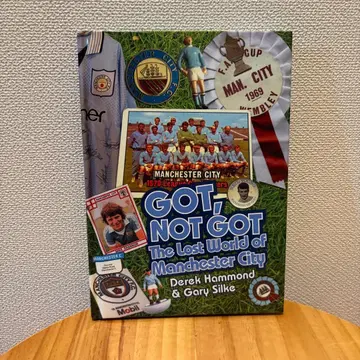 F.A. CUP
MAN. CITY
1969
WEMBLEY
MANCHESTER CITY
GOT,
NOT GOT
The Lost World of
Manchester City
Derek Hammond
& Gary Silke
MANCHESTER C.
Mobil